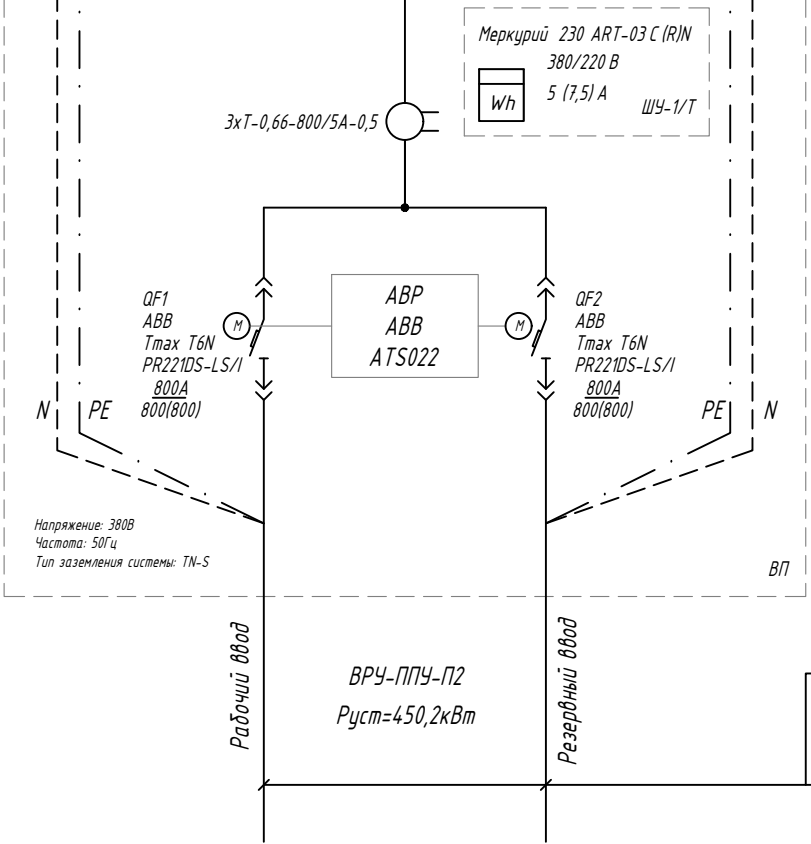 Меркурий 230 ART-03 C (R)N
380/220 В
5 (7,5) А
Wh
ШУ-1/Т
3хТ-0,66-800/5А-0,5
QF1
ABB
Tmax T6N
PR221DS-LS/I
800А
800(800)
М
АВР
ABB
ATS022
М
QF2
ABB
Tmax T6N
PR221DS-LS/I
800А
800(800)
N
PE
PE
N
Напряжение: 380В
Частота: 50Гц
Тип заземления системы: TN-S
ВП
Рабочий ввод
ВРУ-ППУ-П2
Руст=450,2кВт
Резервный ввод